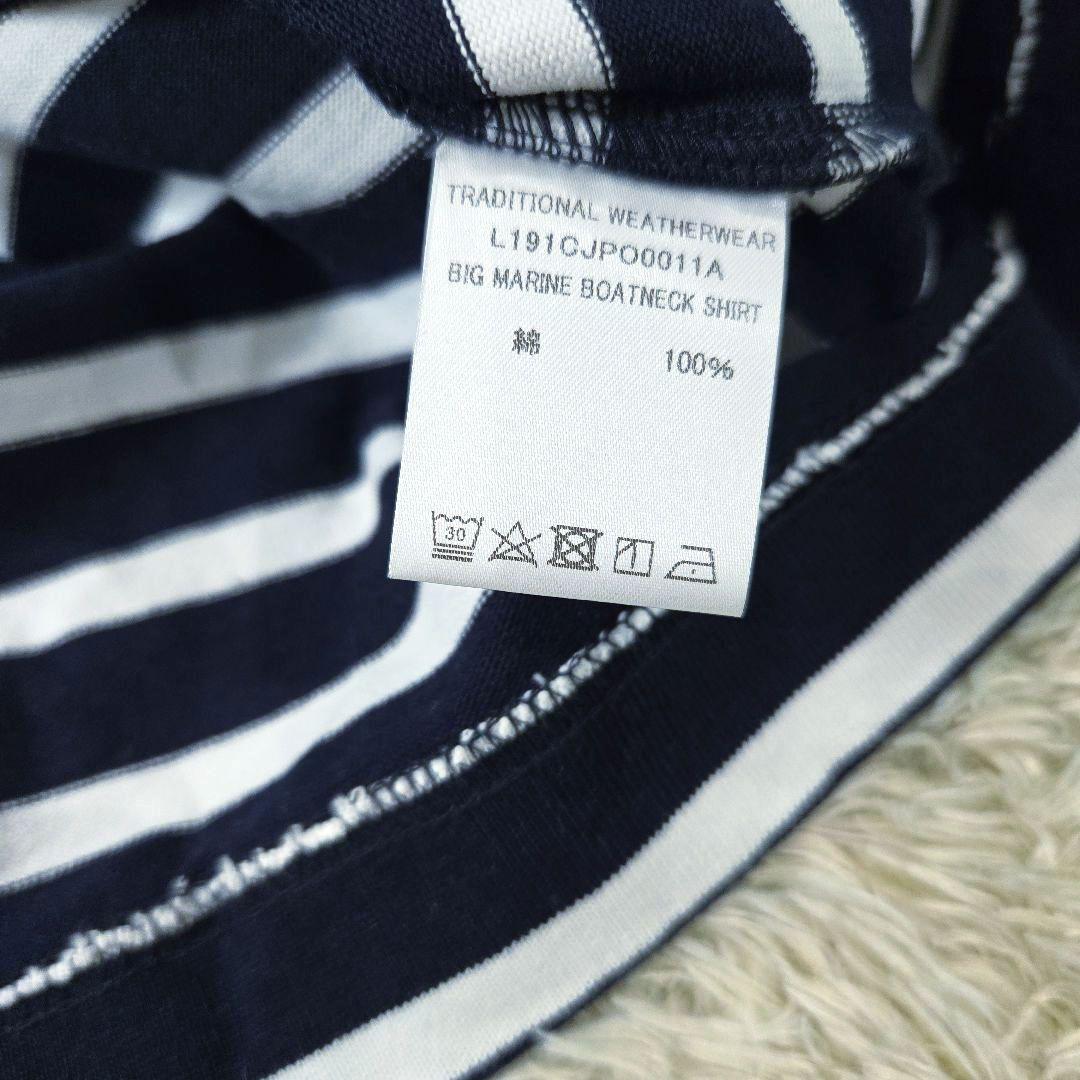 TRADITIONAL WEATHERWEAR
L191CJPO0011A
BIG MARINE BOATNECK SHIRT
綿 100%
30